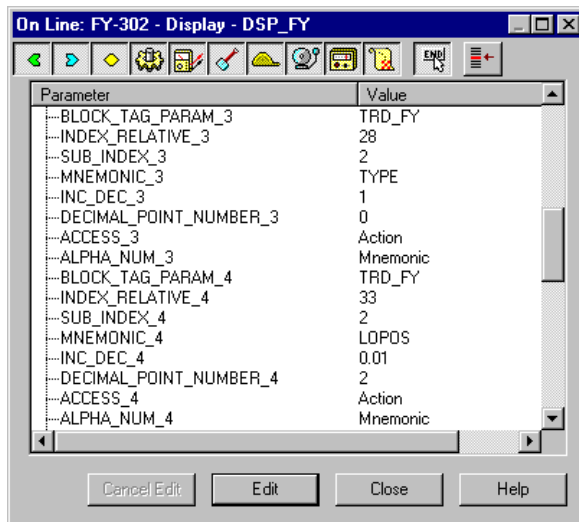 On Line: FY-302 - Display - DSP_FY
END
Parameter Value
BLOCK_TAG_PARAM_3 TRD_FY
INDEX_RELATIVE_3 28
SUB_INDEX_3 2
MNEMONIC_3 TYPE
INC_DEC_3 1
DECIMAL_POINT_NUMBER_3 0
ACCESS_3 Action
ALPHA_NUM_3 Mnemonic
BLOCK_TAG_PARAM_4 TRD_FY
INDEX_RELATIVE_4 33
SUB_INDEX_4 2
MNEMONIC_4 LOPOS
INC_DEC_4 0.01
DECIMAL_POINT_NUMBER_4 2
ACCESS_4 Action
ALPHA_NUM_4 Mnemonic
Cancel Edit Edit Close Help